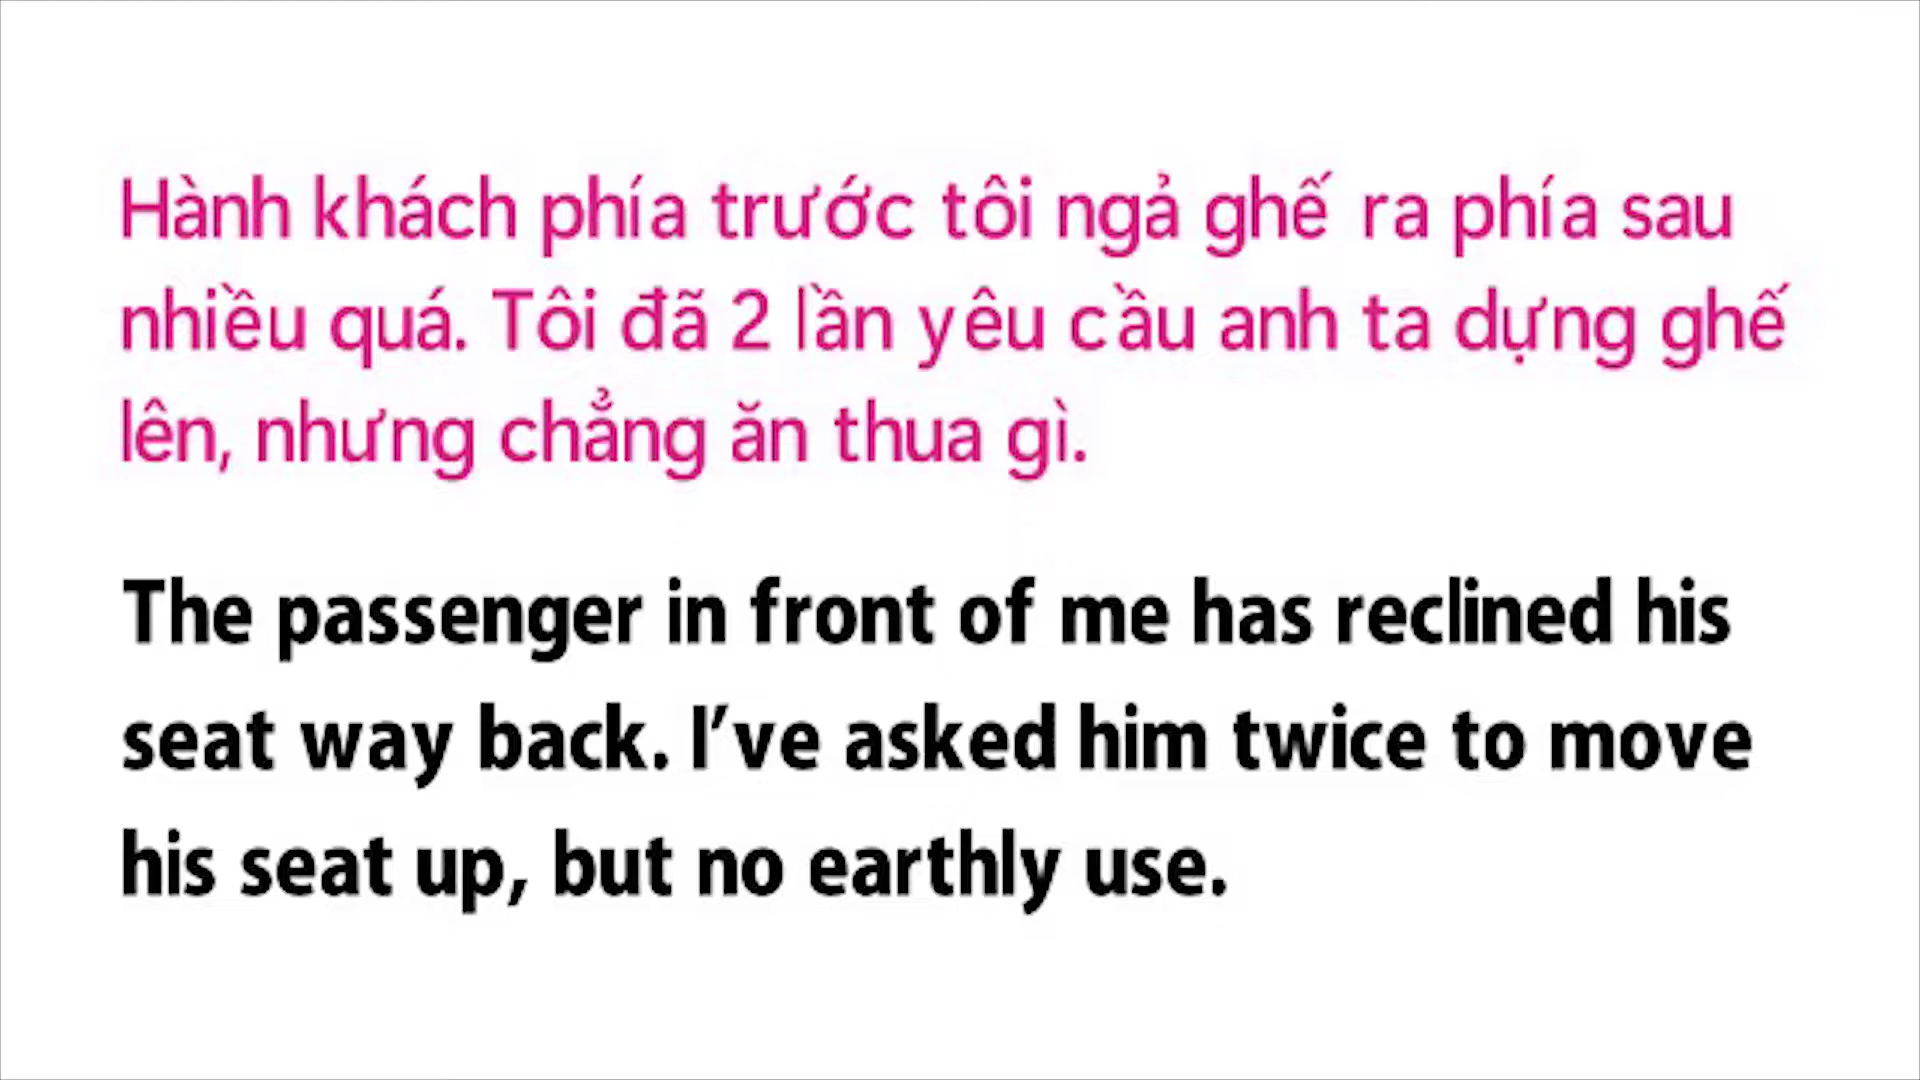 Hành khách phía trước tôi ngả ghế ra phía sau
nhiều quá. Tôi đã 2 lần yêu cầu anh ta dựng ghế
lên, nhưng chẳng ăn thua gì.
The passenger in front of me has reclined his
seat way back. I’ve asked him twice to move
his seat up, but no earthly use.